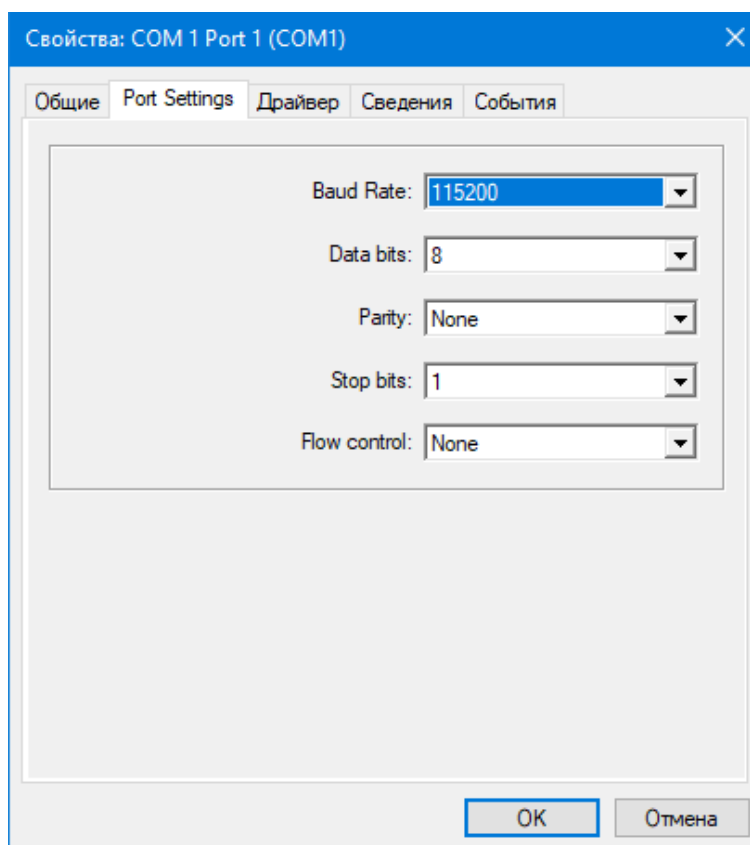 Свойства: COM 1 Port 1 (COM1)
Общие Port Settings Драйвер Сведения События
Baud Rate: 115200
Data bits: 8
Parity: None
Stop bits: 1
Flow control: None
OK Отмена